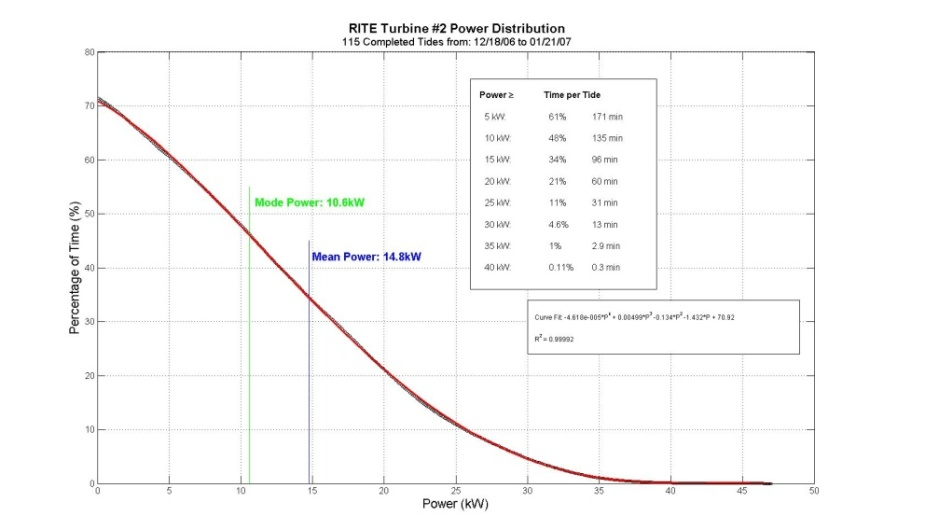 RITE Turbine #2 Power Distribution
115 Completed Tides from: 12/18/06 to 01/21/07
80
70
60
50
40
30
20
10
0
Percentage of Time (%)
Mode Power: 10.6kW
Mean Power: 14.8kW
Power ≥ Time per Tide
5 kW: 61% 171 min
10 kW: 48% 135 min
15 kW: 34% 96 min
20 kW: 21% 60 min
25 kW: 11% 31 min
30 kW: 4.6% 13 min
35 kW: 1% 2.9 min
40 kW: 0.11% 0.3 min
Curve Fit: -4.618e-005*P⁴ + 0.00499*P³ -0.134*P² -1.432*P + 70.92
R² = 0.99992
0 5 10 15 20 25 30 35 40 45 50
Power (kW)